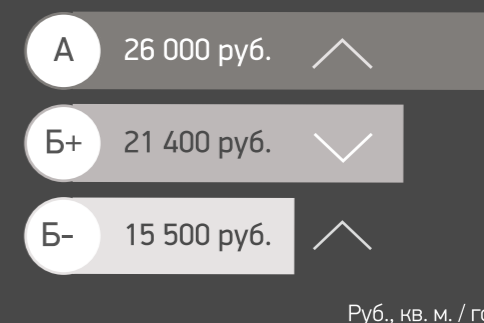 А 26 000 руб.
Б+ 21 400 руб.
Б- 15 500 руб.
Руб., кв. м. /